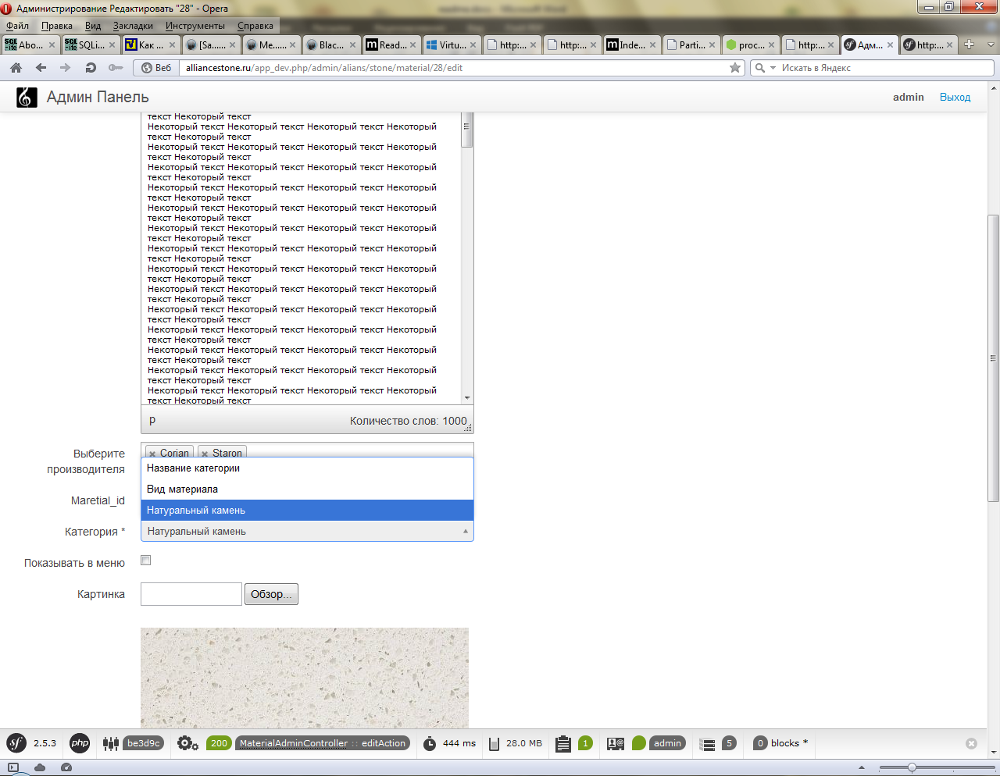 Администрирование Редактировать "28" - Opera
Файл Правка Вид Закладки Инструменты Справка
Abo... SQLi... Как ... [Sa...... Me...... Blac... Read... Virtu... http:... http:... Inde... Parti... proc... http:... Адм... http:...
Веб alliancestone.ru/app_dev.php/admin/alians/stone/material/28/edit Искать в Яндекс
Админ Панель admin Выход
текст Некоторый текст
Некоторый текст Некоторый текст Некоторый текст Некоторый
текст Некоторый текст
Некоторый текст Некоторый текст Некоторый текст Некоторый
текст Некоторый текст
Некоторый текст Некоторый текст Некоторый текст Некоторый
текст Некоторый текст
Некоторый текст Некоторый текст Некоторый текст Некоторый
текст Некоторый текст
Некоторый текст Некоторый текст Некоторый текст Некоторый
текст Некоторый текст
Некоторый текст Некоторый текст Некоторый текст Некоторый
текст Некоторый текст
Некоторый текст Некоторый текст Некоторый текст Некоторый
текст Некоторый текст
Некоторый текст Некоторый текст Некоторый текст Некоторый
текст Некоторый текст
Некоторый текст Некоторый текст Некоторый текст Некоторый
текст Некоторый текст
Некоторый текст Некоторый текст Некоторый текст Некоторый
текст Некоторый текст
Некоторый текст Некоторый текст Некоторый текст Некоторый
текст Некоторый текст
Некоторый текст Некоторый текст Некоторый текст Некоторый
текст Некоторый текст
Некоторый текст Некоторый текст Некоторый текст Некоторый
текст Некоторый текст
Некоторый текст Некоторый текст Некоторый текст Некоторый
текст Некоторый текст
p Количество слов: 1000
Выберите производителя Corian Staron
Название категории
Вид материала
Maretial_id
Натуральный камень
Категория * Натуральный камень
Показывать в меню
Картинка Обзор...
sf 2.5.3 php be3d9c 200 MaterialAdminController :: editAction 444 ms 28.0 MB 1 admin 5 0 blocks *